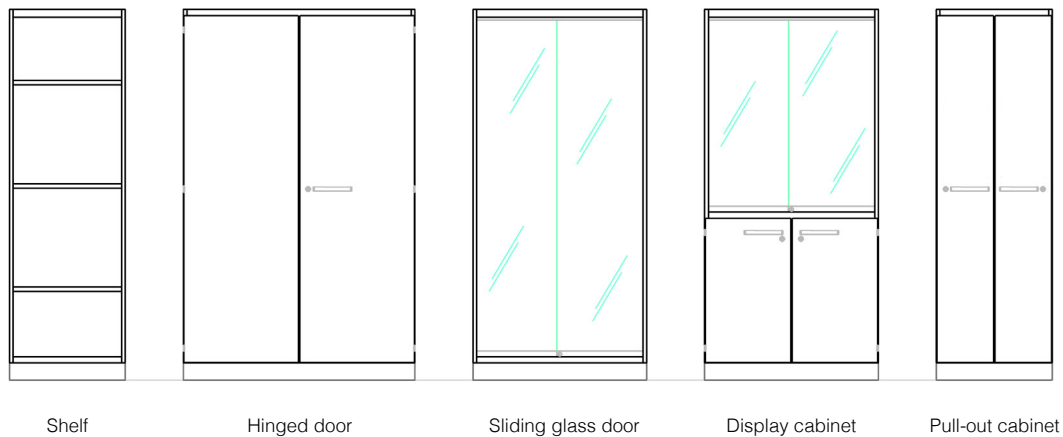 Shelf
Hinged door
Sliding glass door
Display cabinet
Pull-out cabinet